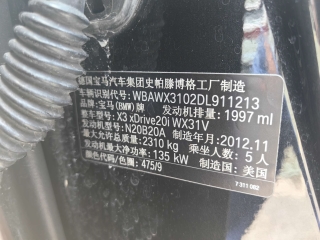 德国宝马汽车集团史帕滕博格工厂制造
车辆识别代号: WBAWX3102DL911213
品牌: 宝马(BMW)牌 发动机排量: 1997 ml
整车型号: X3 xDrive20i WX31V
发动机型号: N20B20A 制造年月: 2012.11
最大允许总质量: 2310 kg 乘坐人数: 5人
发动机最大净功率: 135 kW 制造国: 美国
颜色代码/色圈: 475/9
7 311 062